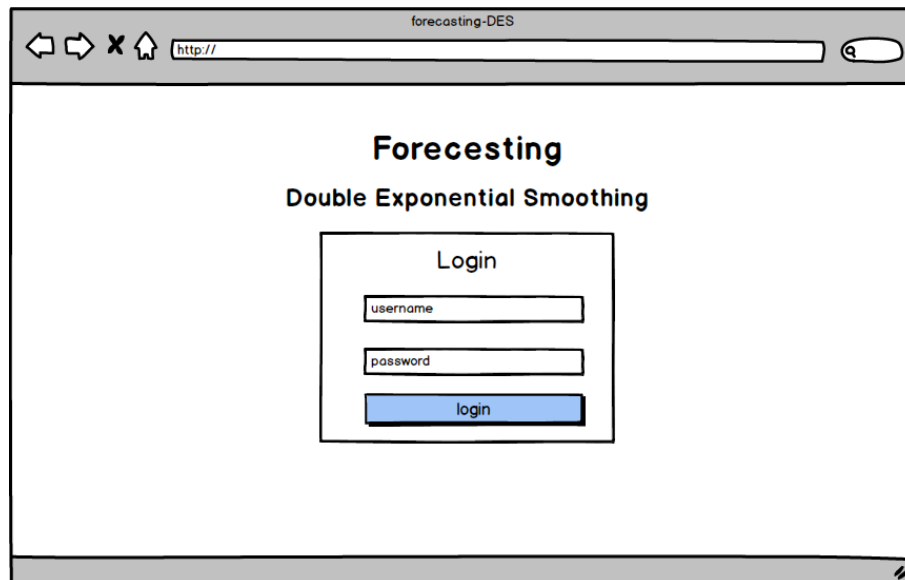 forecasting-DES
http://
Forecesting
Double Exponential Smoothing
Login
username
password
login